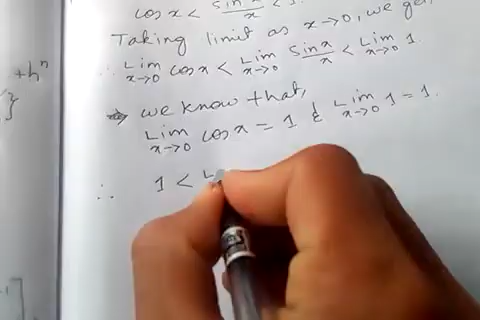 cos x < sin x / x < 1
Taking limit as x→0, we get
∴ Lim x→0 cos x < Lim x→0 sin x / x < Lim x→0 1
⇒ we know that,
Lim x→0 cos x = 1 & Lim x→0 1 = 1.
∴ 1 <
+ h^n